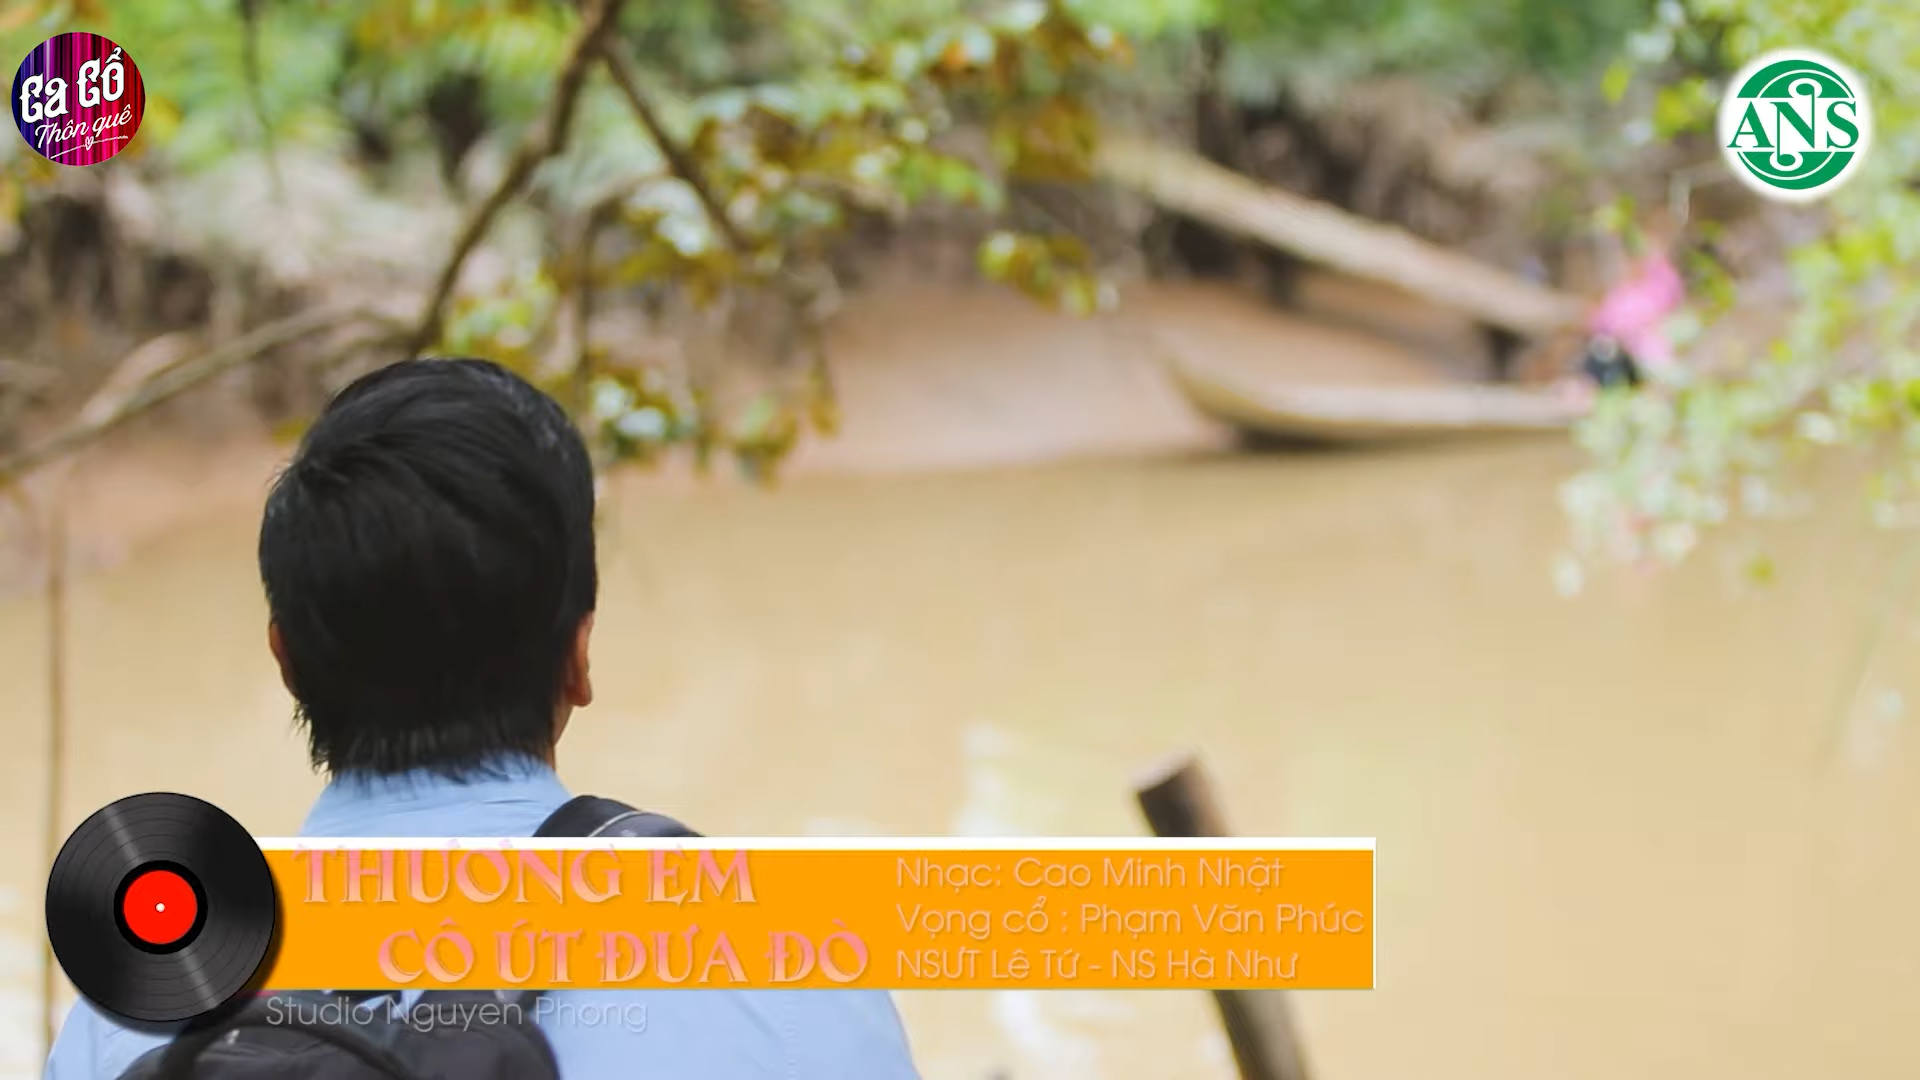 Ca Cổ
Thôn quê
ANS
THƯƠNG EM
CÔ ÚT ĐƯA ĐÒ
Nhạc: Cao Minh Nhật
Vọng cổ : Phạm Văn Phúc
NSƯT Lê Tứ - NS Hà Như
Studio Nguyen Phong